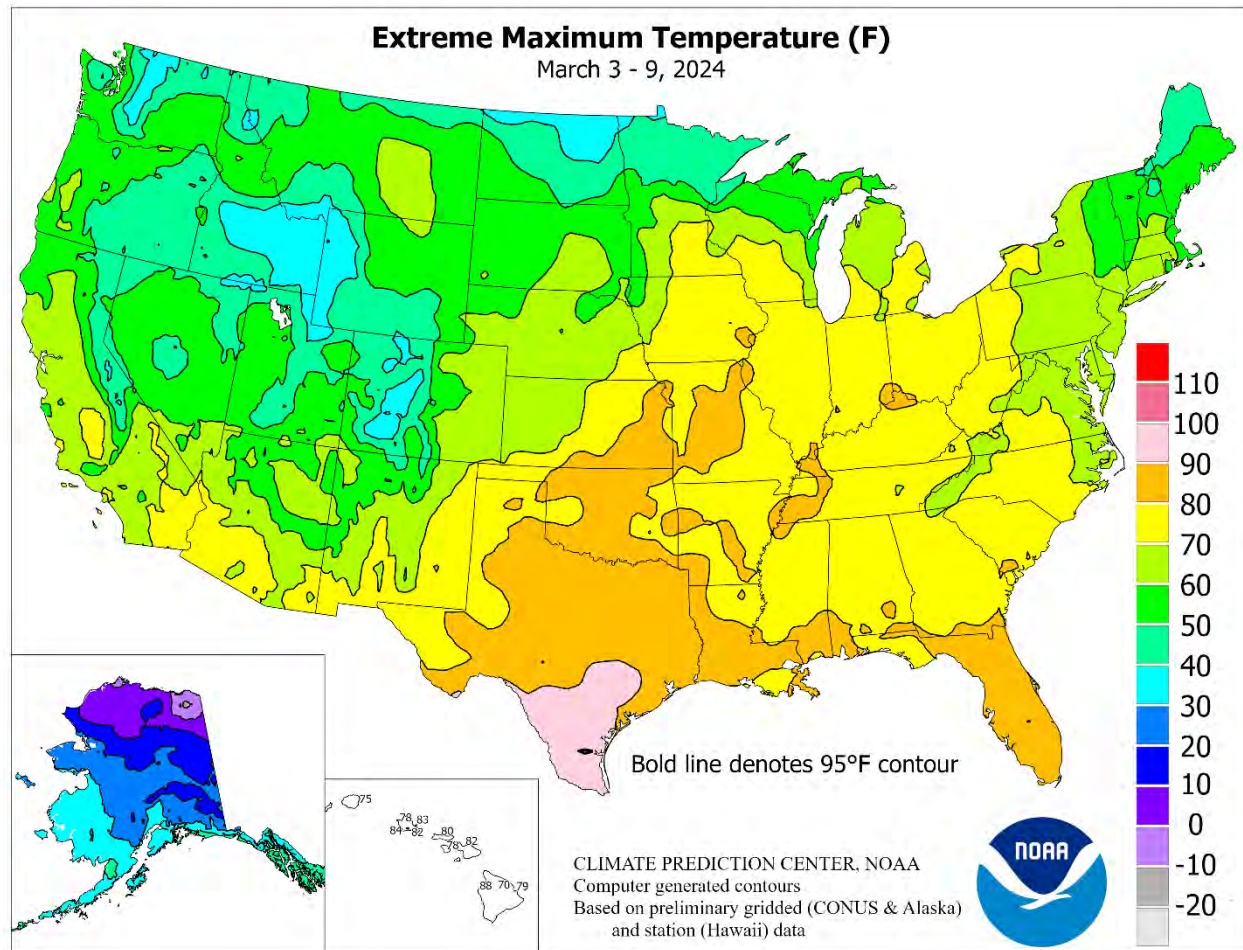 Extreme Maximum Temperature (F)
March 3 - 9, 2024
110
100
90
80
70
60
50
40
30
20
10
0
-10
-20
Bold line denotes 95°F contour
75
78 83
84 82
80
78 82
88 70 79
CLIMATE PREDICTION CENTER, NOAA
Computer generated contours
Based on preliminary gridded (CONUS & Alaska)
and station (Hawaii) data
NOAA